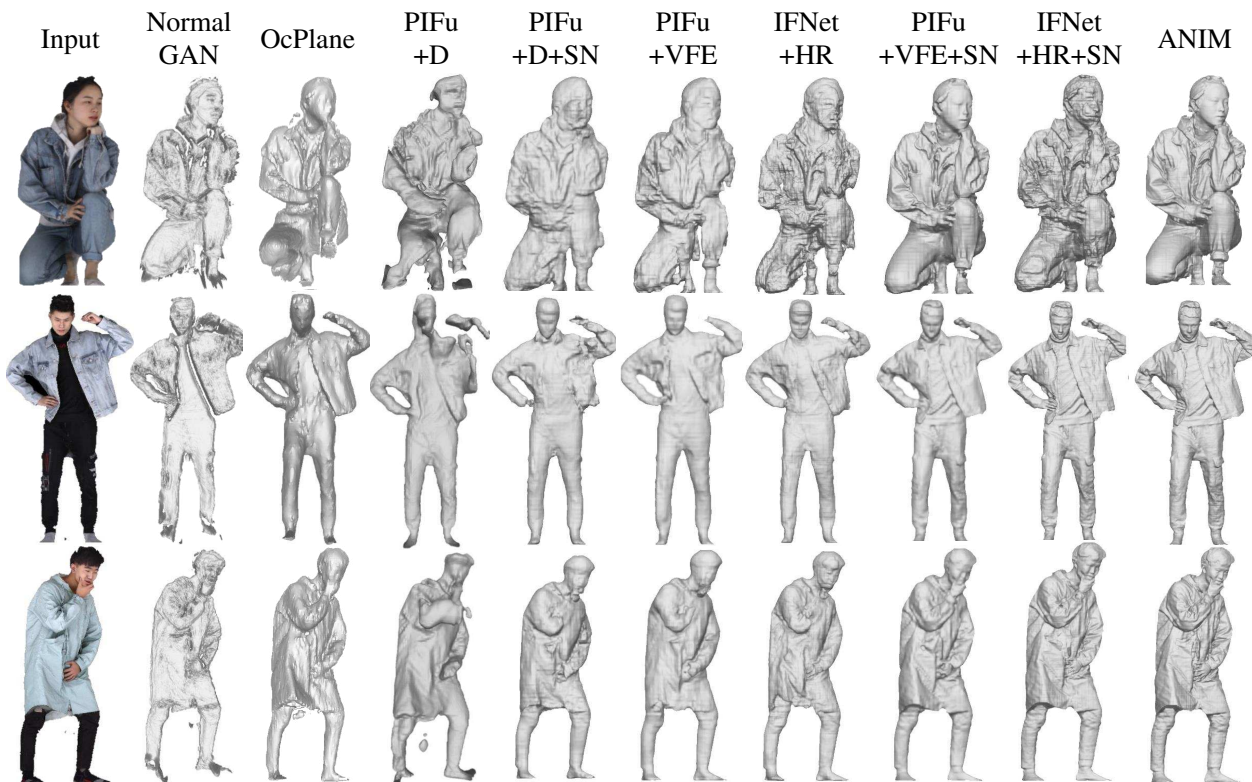 Input
Normal
GAN
OcPlane
PIFu
+D
PIFu
+D+SN
PIFu
+VFE
IFNet
+HR
PIFu
+VFE+SN
IFNet
+HR+SN
ANIM